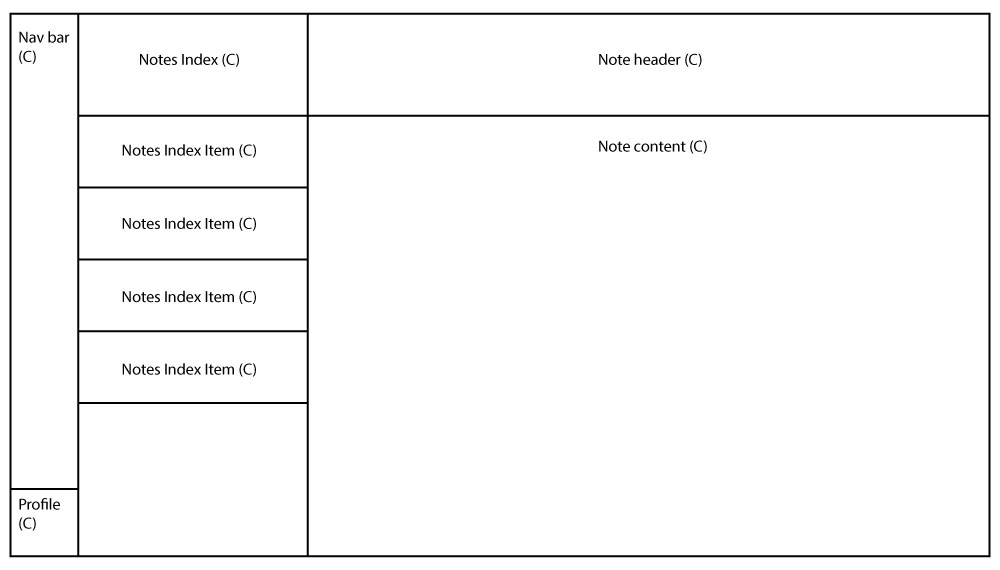 Nav bar
(C)
Notes Index (C)
Note header (C)
Notes Index Item (C)
Note content (C)
Notes Index Item (C)
Notes Index Item (C)
Notes Index Item (C)
Profile
(C)